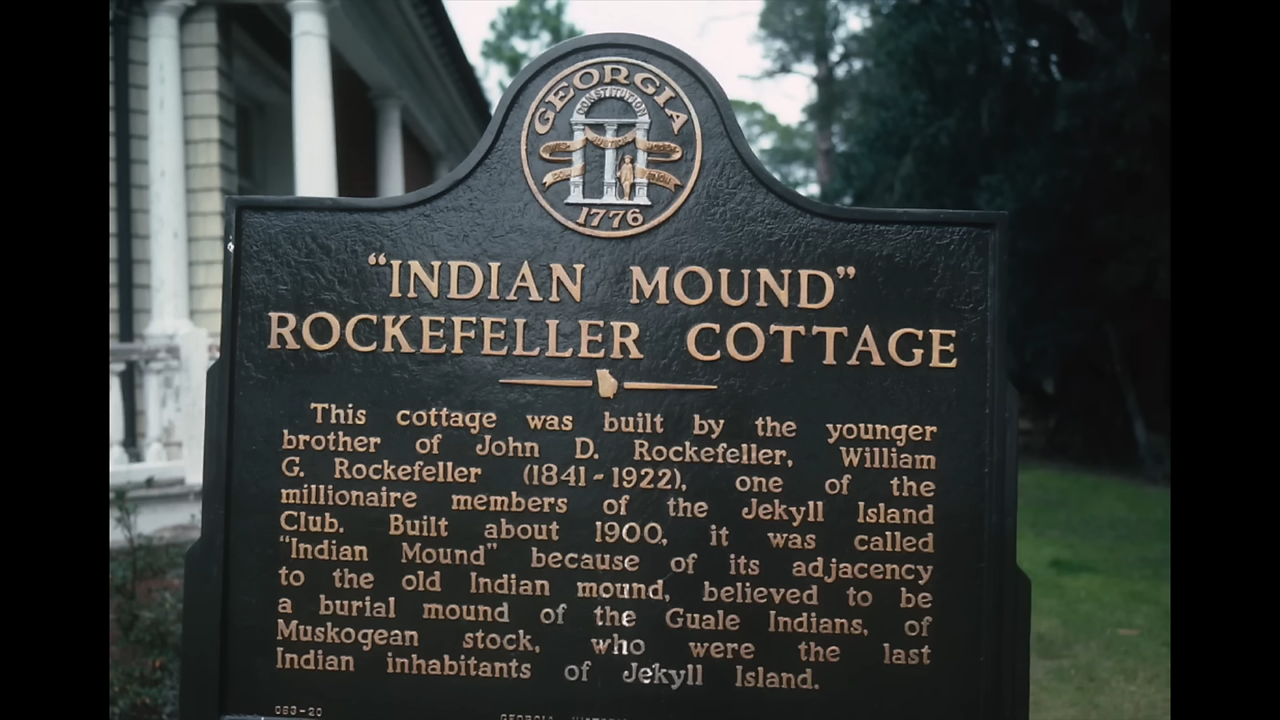 GEORGIA
CONSTITUTION
1776
“INDIAN MOUND”
ROCKEFELLER COTTAGE
This cottage was built by the younger
brother of John D. Rockefeller, William
G. Rockefeller (1841-1922), one of the
millionaire members of the Jekyll Island
Club. Built about 1900, it was called
“Indian Mound” because of its adjacency
to the old Indian mound, believed to be
a burial mound of the Guale Indians, of
Muskogean stock, who were the last
Indian inhabitants of Jekyll Island.
063-20
GEORGIA